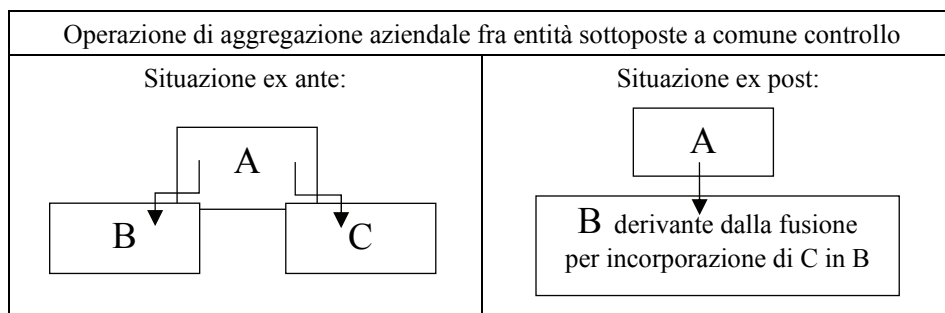 Operazione di aggregazione aziendale fra entità sottoposte a comune controllo
Situazione ex ante:
A
B
C
Situazione ex post:
A
B derivante dalla fusione
per incorporazione di C in B